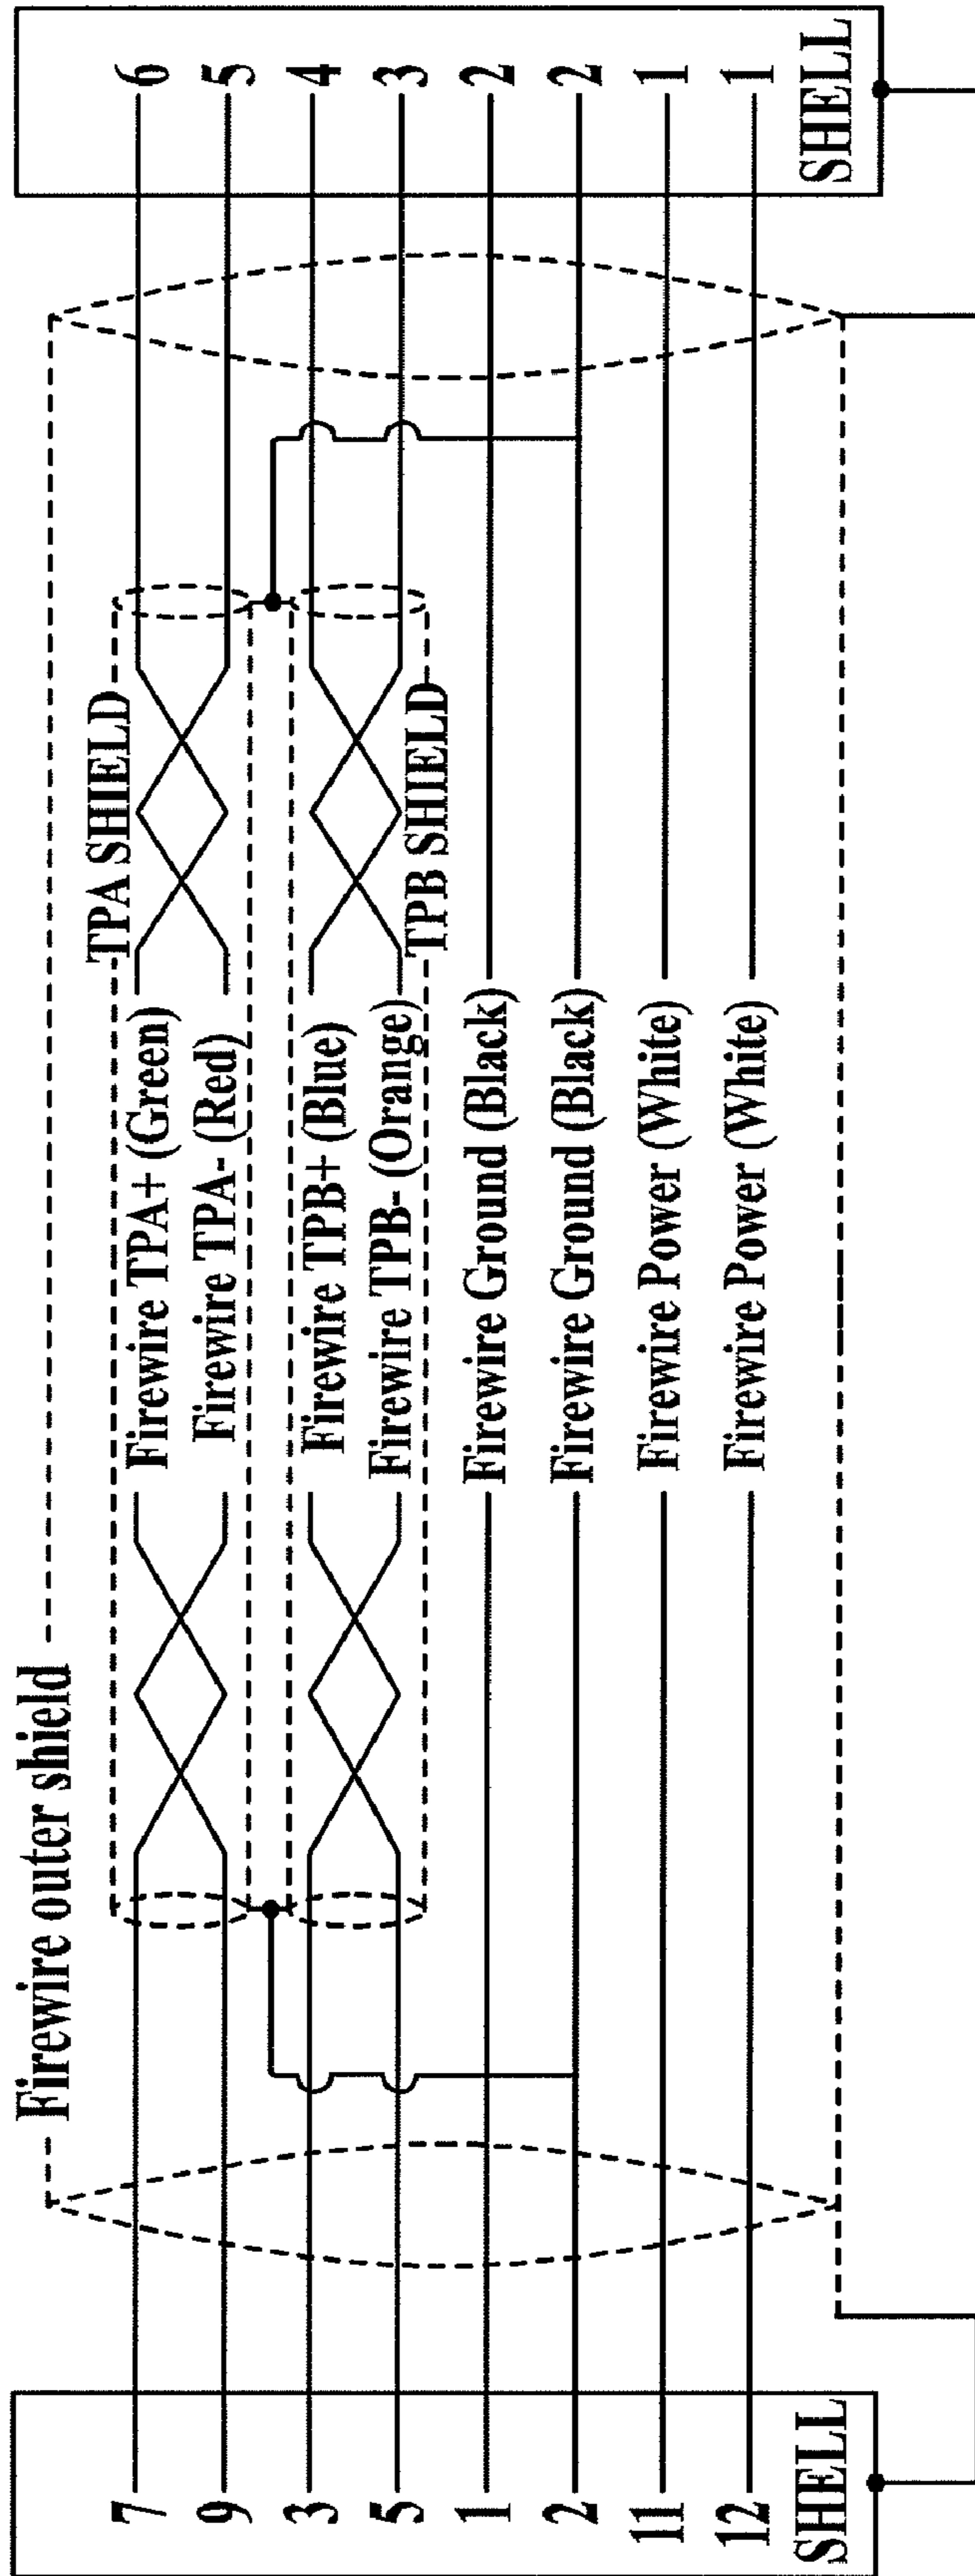 Firewire outer shield
TPA SHIELD
7 Firewire TPA+ (Green) 6
9 Firewire TPA- (Red) 5
3 Firewire TPB+ (Blue) 4
5 Firewire TPB- (Orange) 3
TPB SHIELD
1 Firewire Ground (Black) 2
2 Firewire Ground (Black) 2
11 Firewire Power (White) 1
12 Firewire Power (White) 1
SHELL SHELL